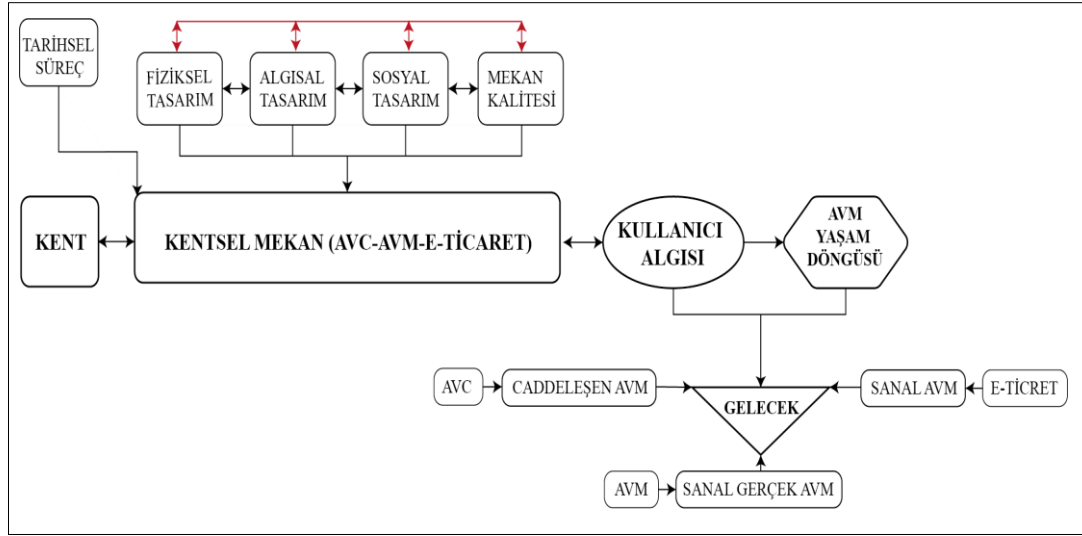 TARİHSEL
SÜREÇ
FİZİKSEL
TASARIM
ALGISAL
TASARIM
SOSYAL
TASARIM
MEKAN
KALİTESİ
KENT
KENTSEL MEKAN (AVC-AVM-E-TİCARET)
KULLANICI
ALGISI
AVM
YAŞAM
DÖNGÜSÜ
AVC
CADDELEŞEN AVM
GELECEK
SANAL AVM
E-TİCRET
AVM
SANAL GERÇEK AVM